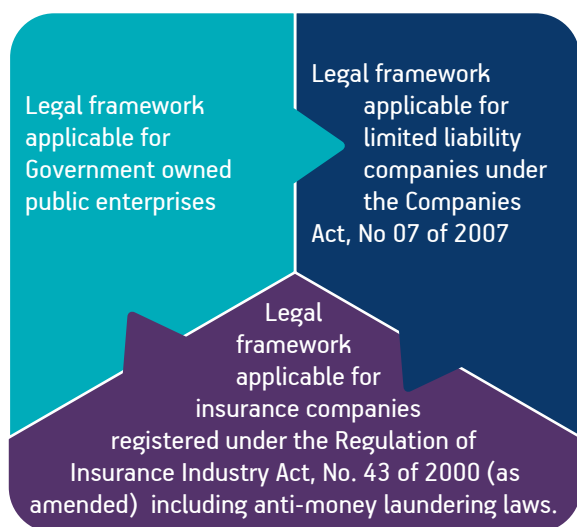 Legal framework
applicable for
Government owned
public enterprises
Legal framework
applicable for
limited liability
companies under
the Companies
Act, No 07 of 2007
Legal
framework
applicable for
insurance companies
registered under the Regulation of
Insurance Industry Act, No. 43 of 2000 (as
amended) including anti-money laundering laws.